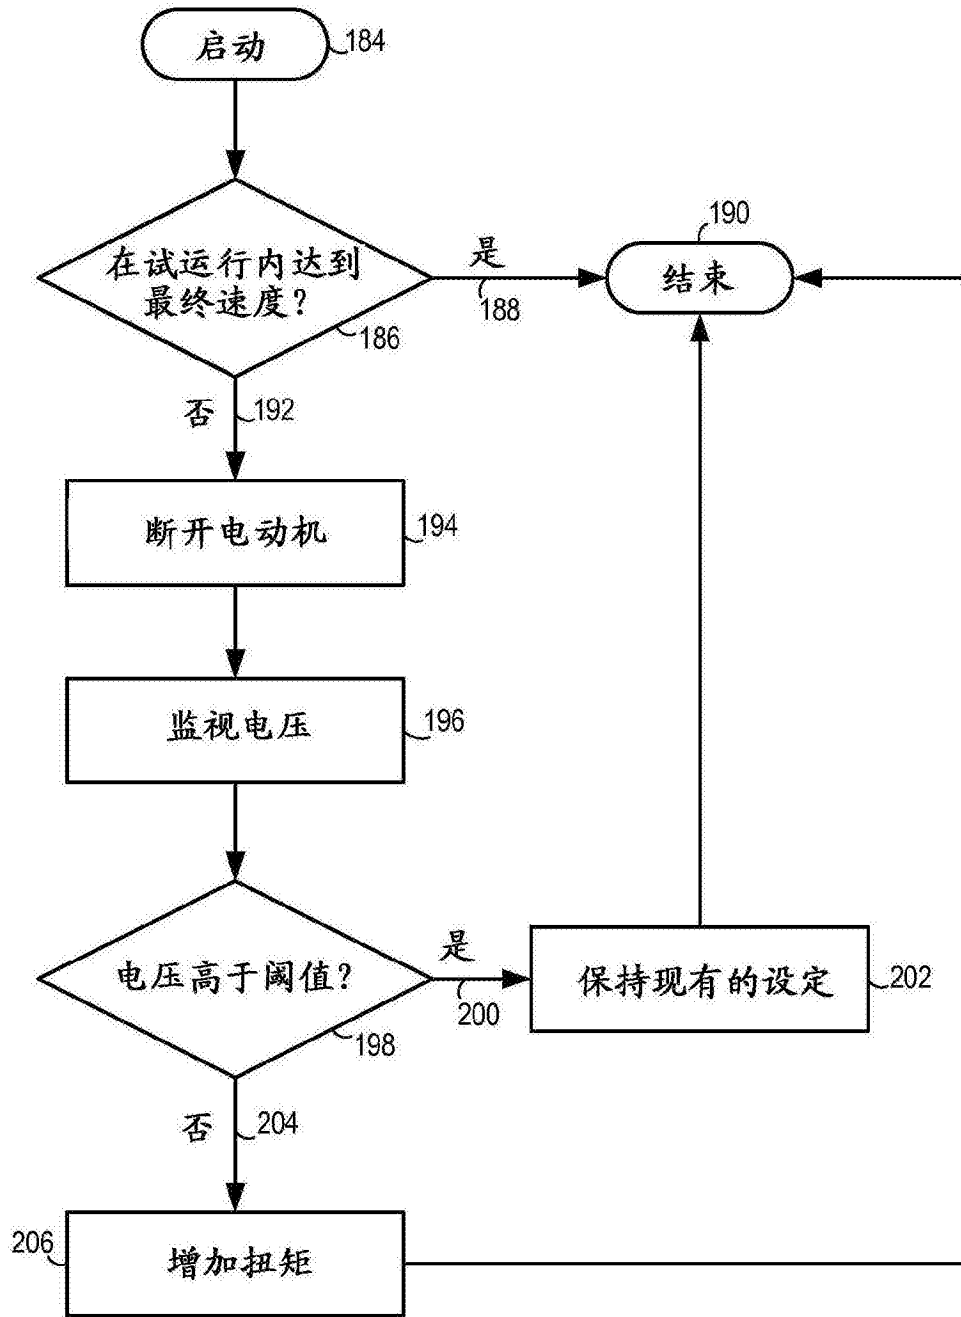 启动
184
在试运行内达到
最终速度?
186
是
188
190
结束
否
192
断开电动机
194
监视电压
196
电压高于阈值?
198
是
200
保持现有的设定
202
否
204
206
增加扭矩